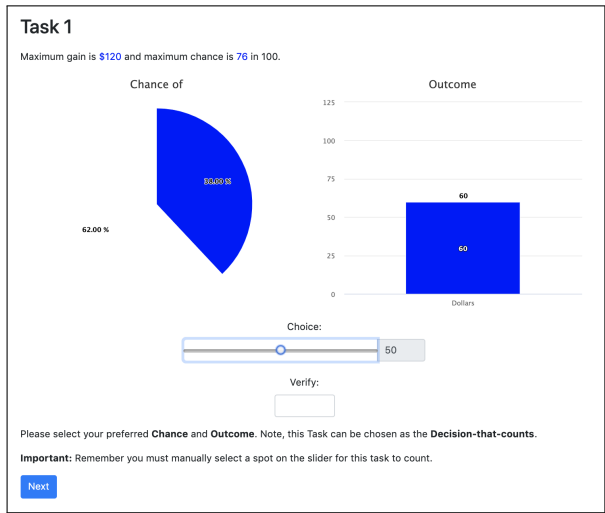 Task 1
Maximum gain is $120 and maximum chance is 76 in 100.
Chance of
38.00 %
62.00 %
Outcome
125
100
75
50
25
0
60
60
Dollars
Choice:
50
Verify:
Please select your preferred Chance and Outcome. Note, this Task can be chosen as the Decision-that-counts.
Important: Remember you must manually select a spot on the slider for this task to count.
Next